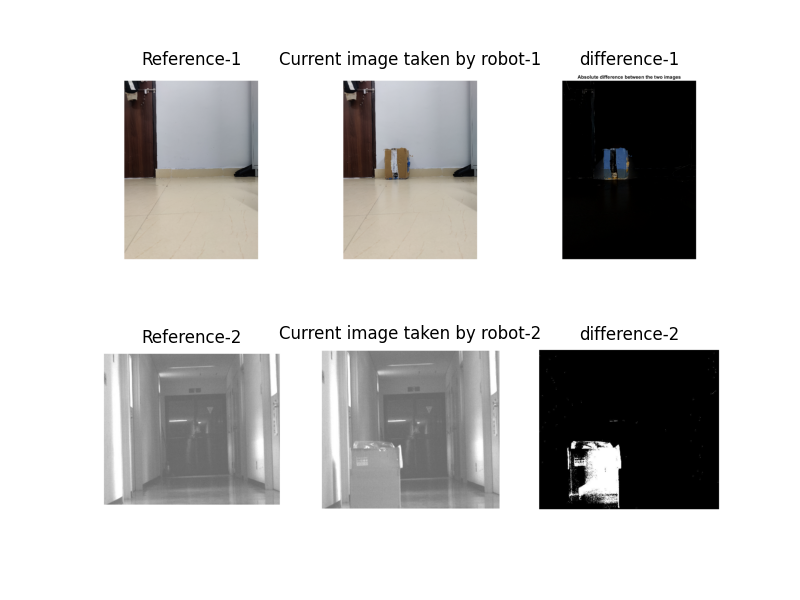 Reference-1
Current image taken by robot-1
difference-1
Absolute difference between the two images
Reference-2
Current image taken by robot-2
difference-2